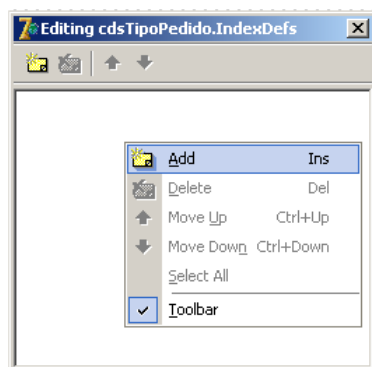 Editing cdsTipoPedido.IndexDefs
Add Ins
Delete Del
Move Up Ctrl+Up
Move Down Ctrl+Down
Select All
Toolbar